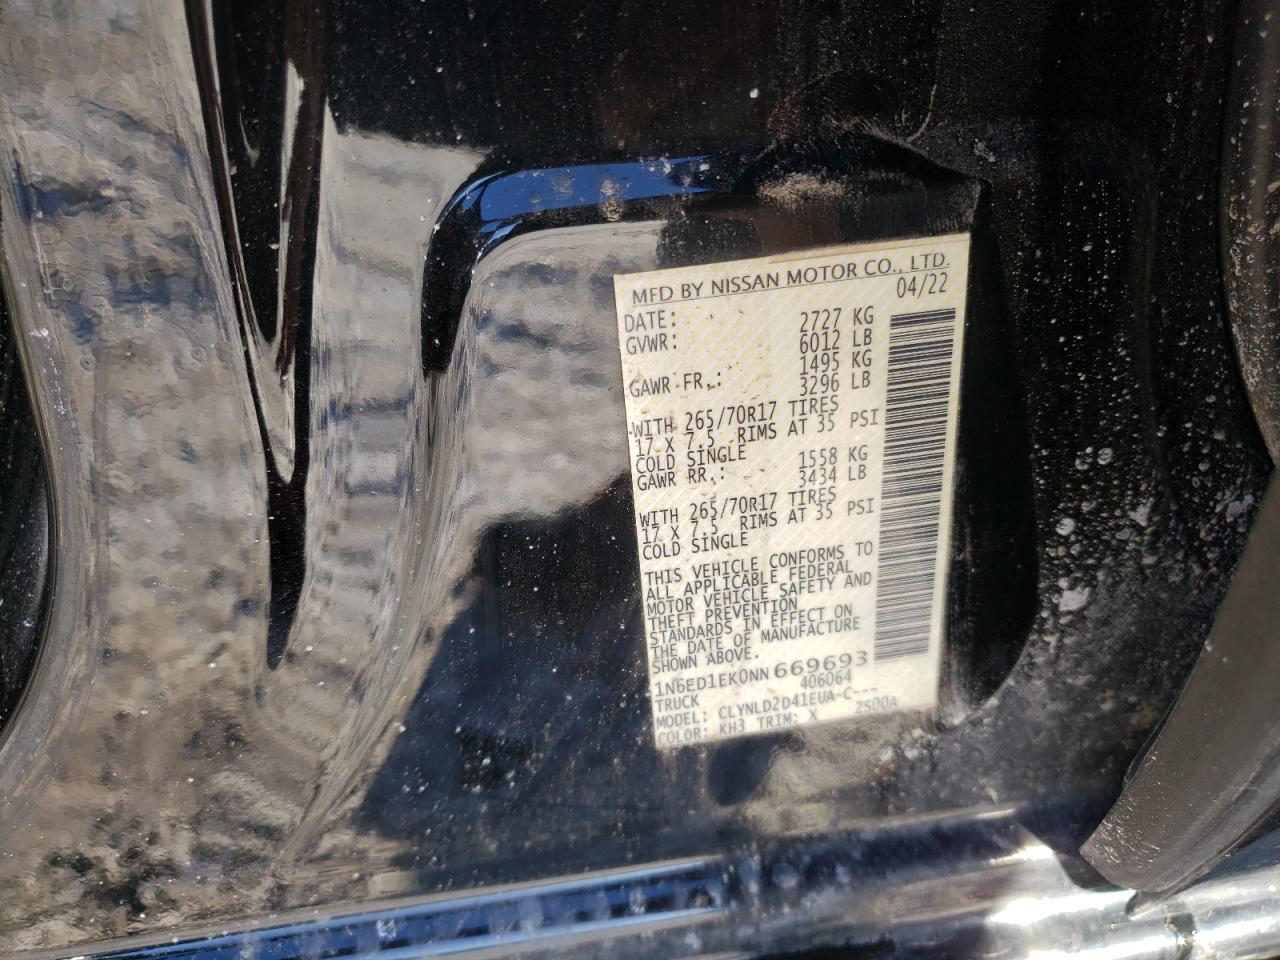 MFD BY NISSAN MOTOR CO., LTD.
DATE: 04/22
GVWR: 2727 KG
6012 LB
GAWR FR.: 1495 KG
3296 LB
WITH 265/70R17 TIRES
17 X 7.5 RIMS AT 35 PSI
COLD SINGLE
GAWR RR.: 1558 KG
3434 LB
WITH 265/70R17 TIRES
17 X 7.5 RIMS AT 35 PSI
COLD SINGLE
THIS VEHICLE CONFORMS TO
ALL APPLICABLE FEDERAL
MOTOR VEHICLE SAFETY AND
THEFT PREVENTION
STANDARDS IN EFFECT ON
THE DATE OF MANUFACTURE
SHOWN ABOVE.
1N6ED1EK0NN 669693
TRUCK 406064
MODEL: CLYNLD2D41EUA-C---
COLOR: KH3 TRIM: X ZS00A